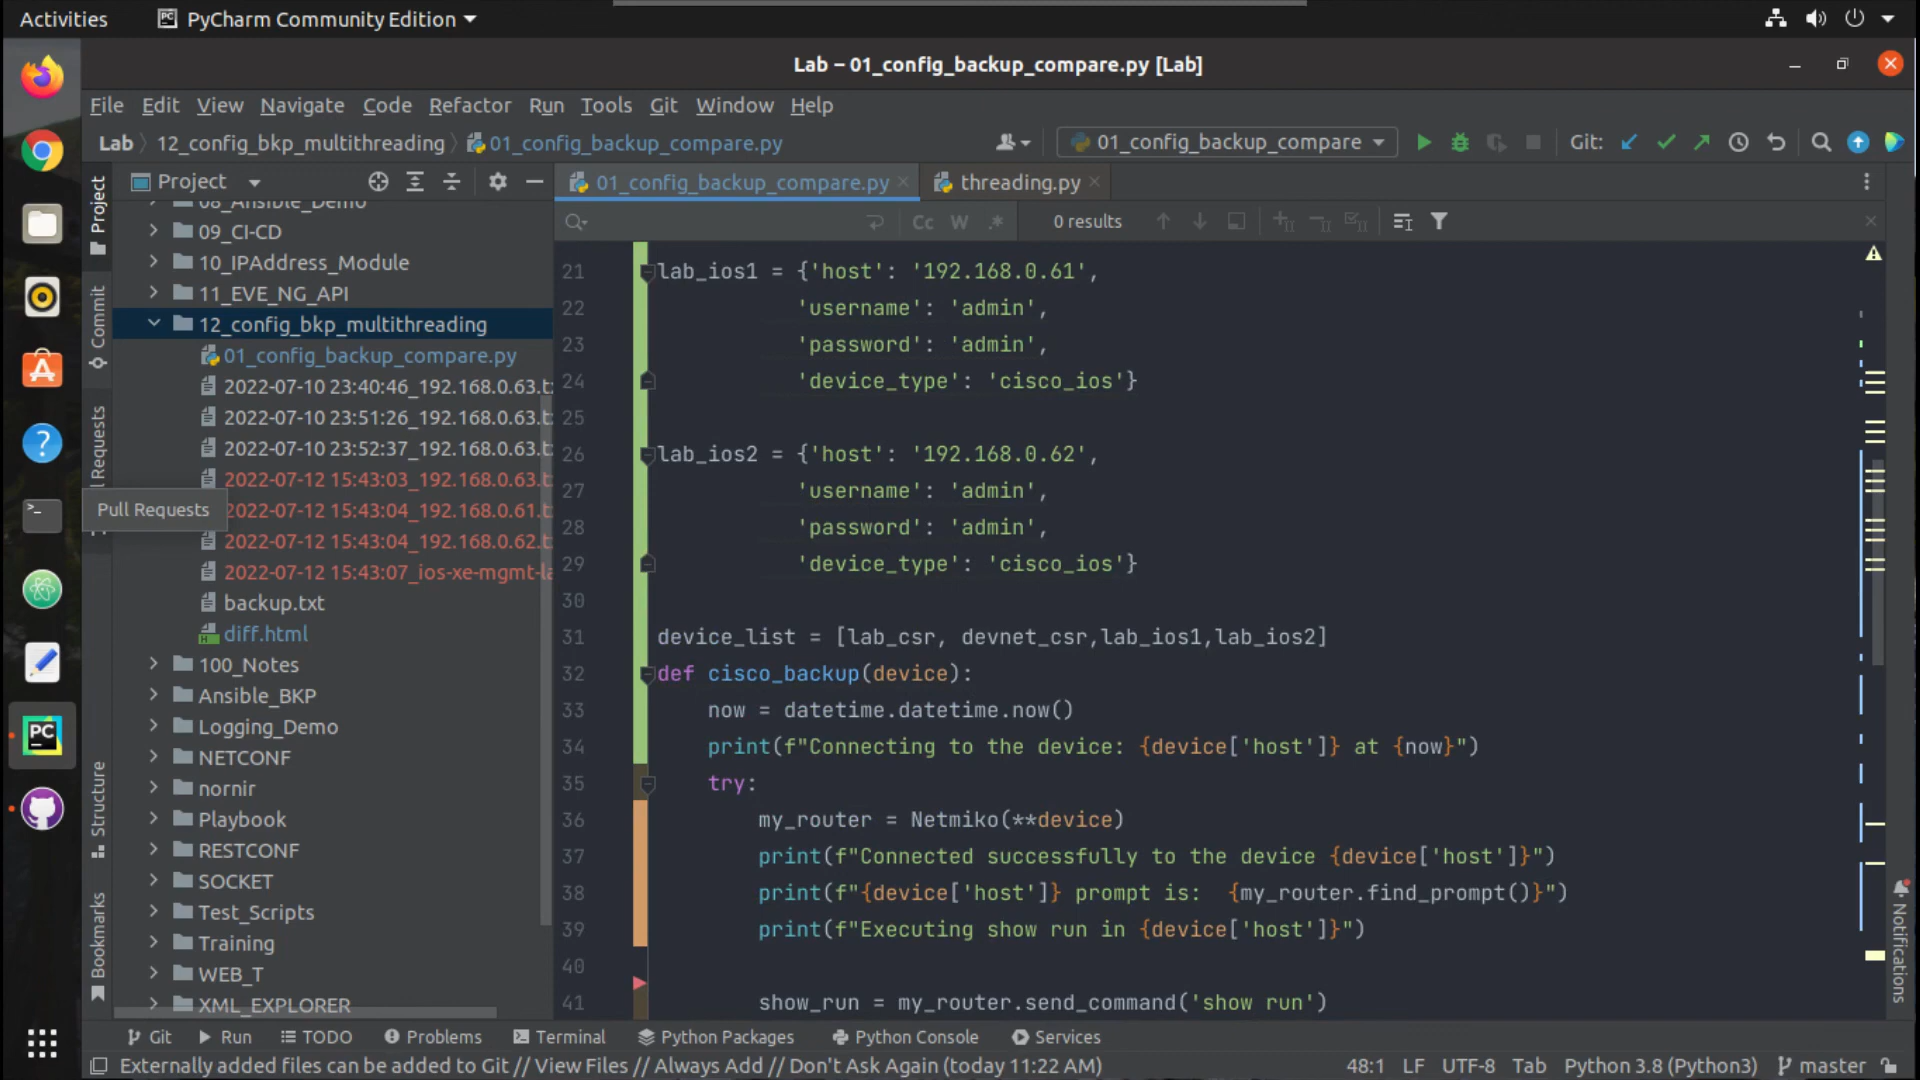 Activities
PyCharm Community Edition
Lab – 01_config_backup_compare.py [Lab]
File Edit View Navigate Code Refactor Run Tools Git Window Help
Lab 12_config_bkp_multithreading 01_config_backup_compare.py
01_config_backup_compare
Git:
Project
Project
01_config_backup_compare.py
threading.py
Cc W .*
0 results
08_Ansible_Demo
09_CI-CD
10_IPAddress_Module
11_EVE_NG_API
12_config_bkp_multithreading
01_config_backup_compare.py
2022-07-10 23:40:46_192.168.0.63.t
2022-07-10 23:51:26_192.168.0.63.t
2022-07-10 23:52:37_192.168.0.63.t
2022-07-12 15:43:03_192.168.0.63.t
2022-07-12 15:43:04_192.168.0.61.t
2022-07-12 15:43:04_192.168.0.62.t
2022-07-12 15:43:07_ios-xe-mgmt-la
backup.txt
diff.html
100_Notes
Ansible_BKP
Logging_Demo
NETCONF
nornir
Playbook
RESTCONF
SOCKET
Test_Scripts
Training
WEB_T
XML_EXPLORER
Commit
Requests
Pull Requests
Structure
Bookmarks
21 lab_ios1 = {'host': '192.168.0.61',
22 'username': 'admin',
23 'password': 'admin',
24 'device_type': 'cisco_ios'}
25
26 lab_ios2 = {'host': '192.168.0.62',
27 'username': 'admin',
28 'password': 'admin',
29 'device_type': 'cisco_ios'}
30
31 device_list = [lab_csr, devnet_csr,lab_ios1,lab_ios2]
32 def cisco_backup(device):
33 now = datetime.datetime.now()
34 print(f"Connecting to the device: {device['host']} at {now}")
35 try:
36 my_router = Netmiko(**device)
37 print(f"Connected successfully to the device {device['host']}")
38 print(f"{device['host']} prompt is:  {my_router.find_prompt()}")
39 print(f"Executing show run in {device['host']}")
40
41 show_run = my_router.send_command('show run')
Notifications
Git Run TODO Problems Terminal Python Packages Python Console Services
Externally added files can be added to Git // View Files // Always Add // Don't Ask Again (today 11:22 AM)
48:1 LF UTF-8 Tab Python 3.8 (Python3) master